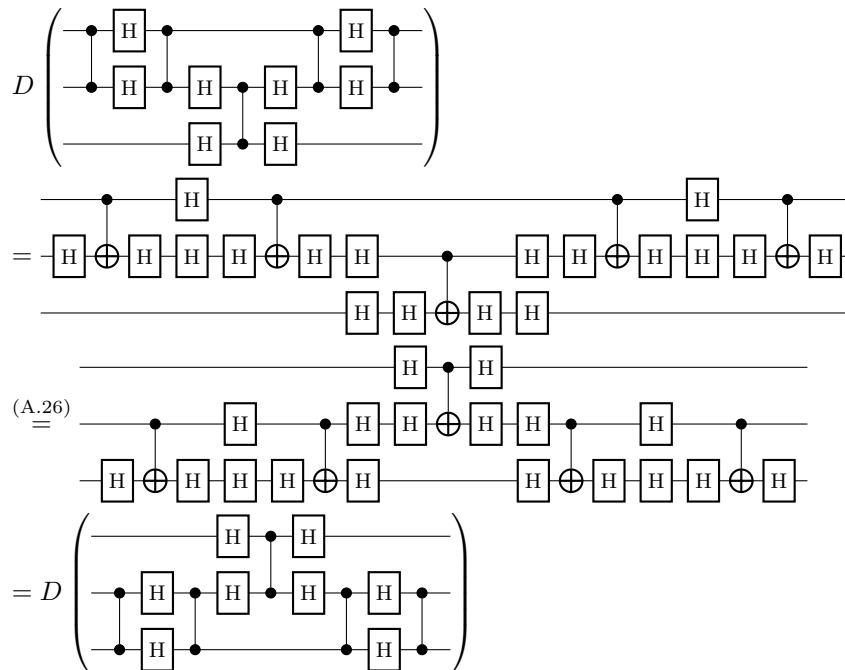 H H
D ( H H H H )
H H
H H
= H H H H H H H H H H H H
H H H H
H H
(A.26)
= H H H H H H
H H H H H H H H H H
H H
= D ( H H H H )
H H